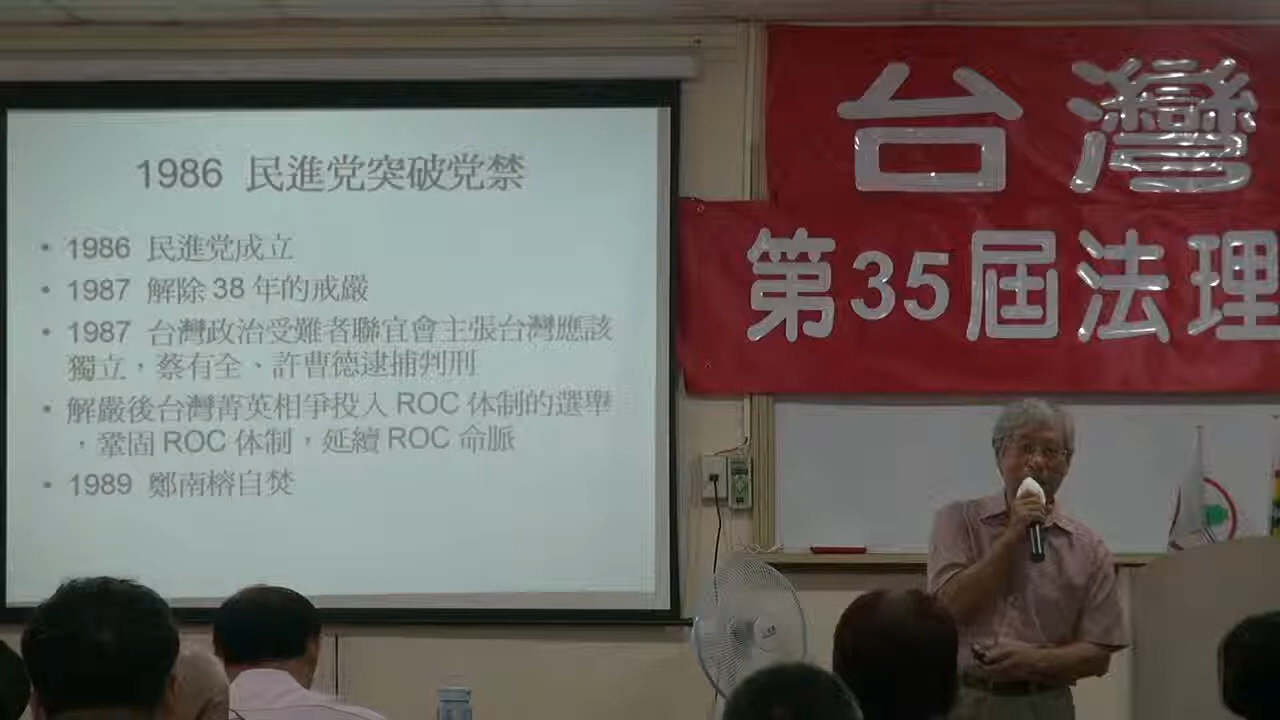 1986 民進党突破党禁
• 1986 民進党成立
• 1987 解除 38 年的戒嚴
• 1987 台灣政治受難者聯宜會主張台灣應該
獨立，蔡有全、許曹德逮捕判刑
• 解嚴後台灣菁英相爭投入 ROC 体制的選舉
，鞏固 ROC 体制，延續 ROC 命脈
• 1989 鄭南榕自焚
台灣
第35屆法理